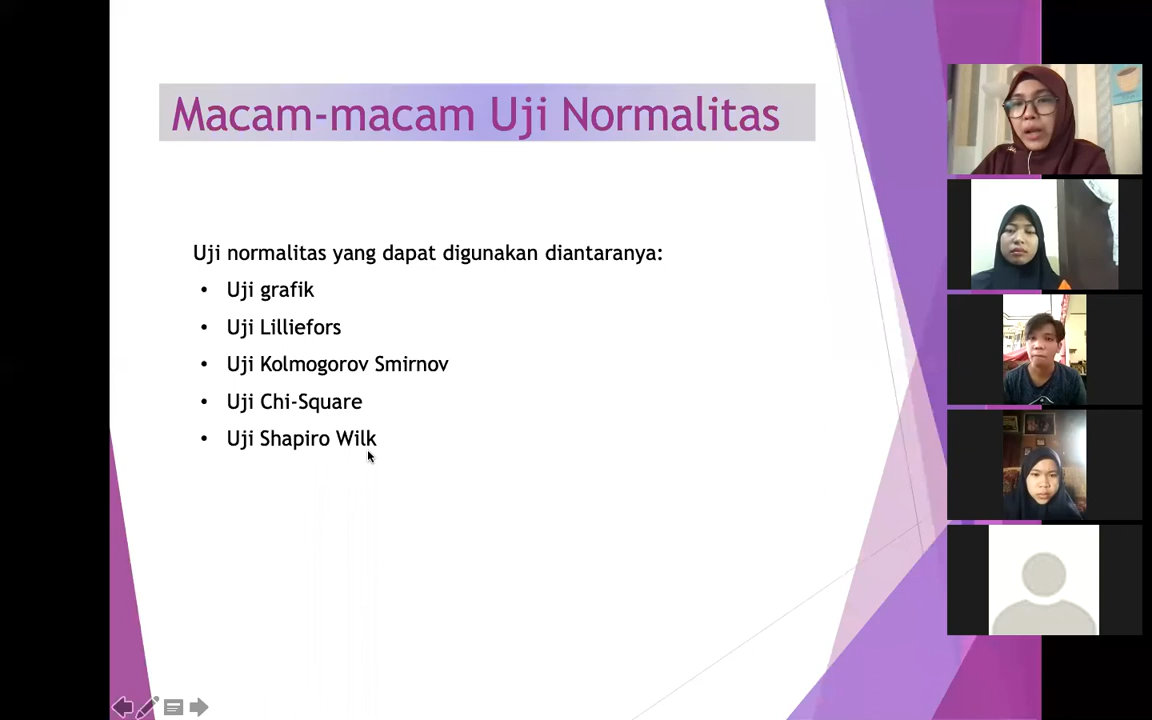 Macam-macam Uji Normalitas
Uji normalitas yang dapat digunakan diantaranya:
• Uji grafik
• Uji Lilliefors
• Uji Kolmogorov Smirnov
• Uji Chi-Square
• Uji Shapiro Wilk